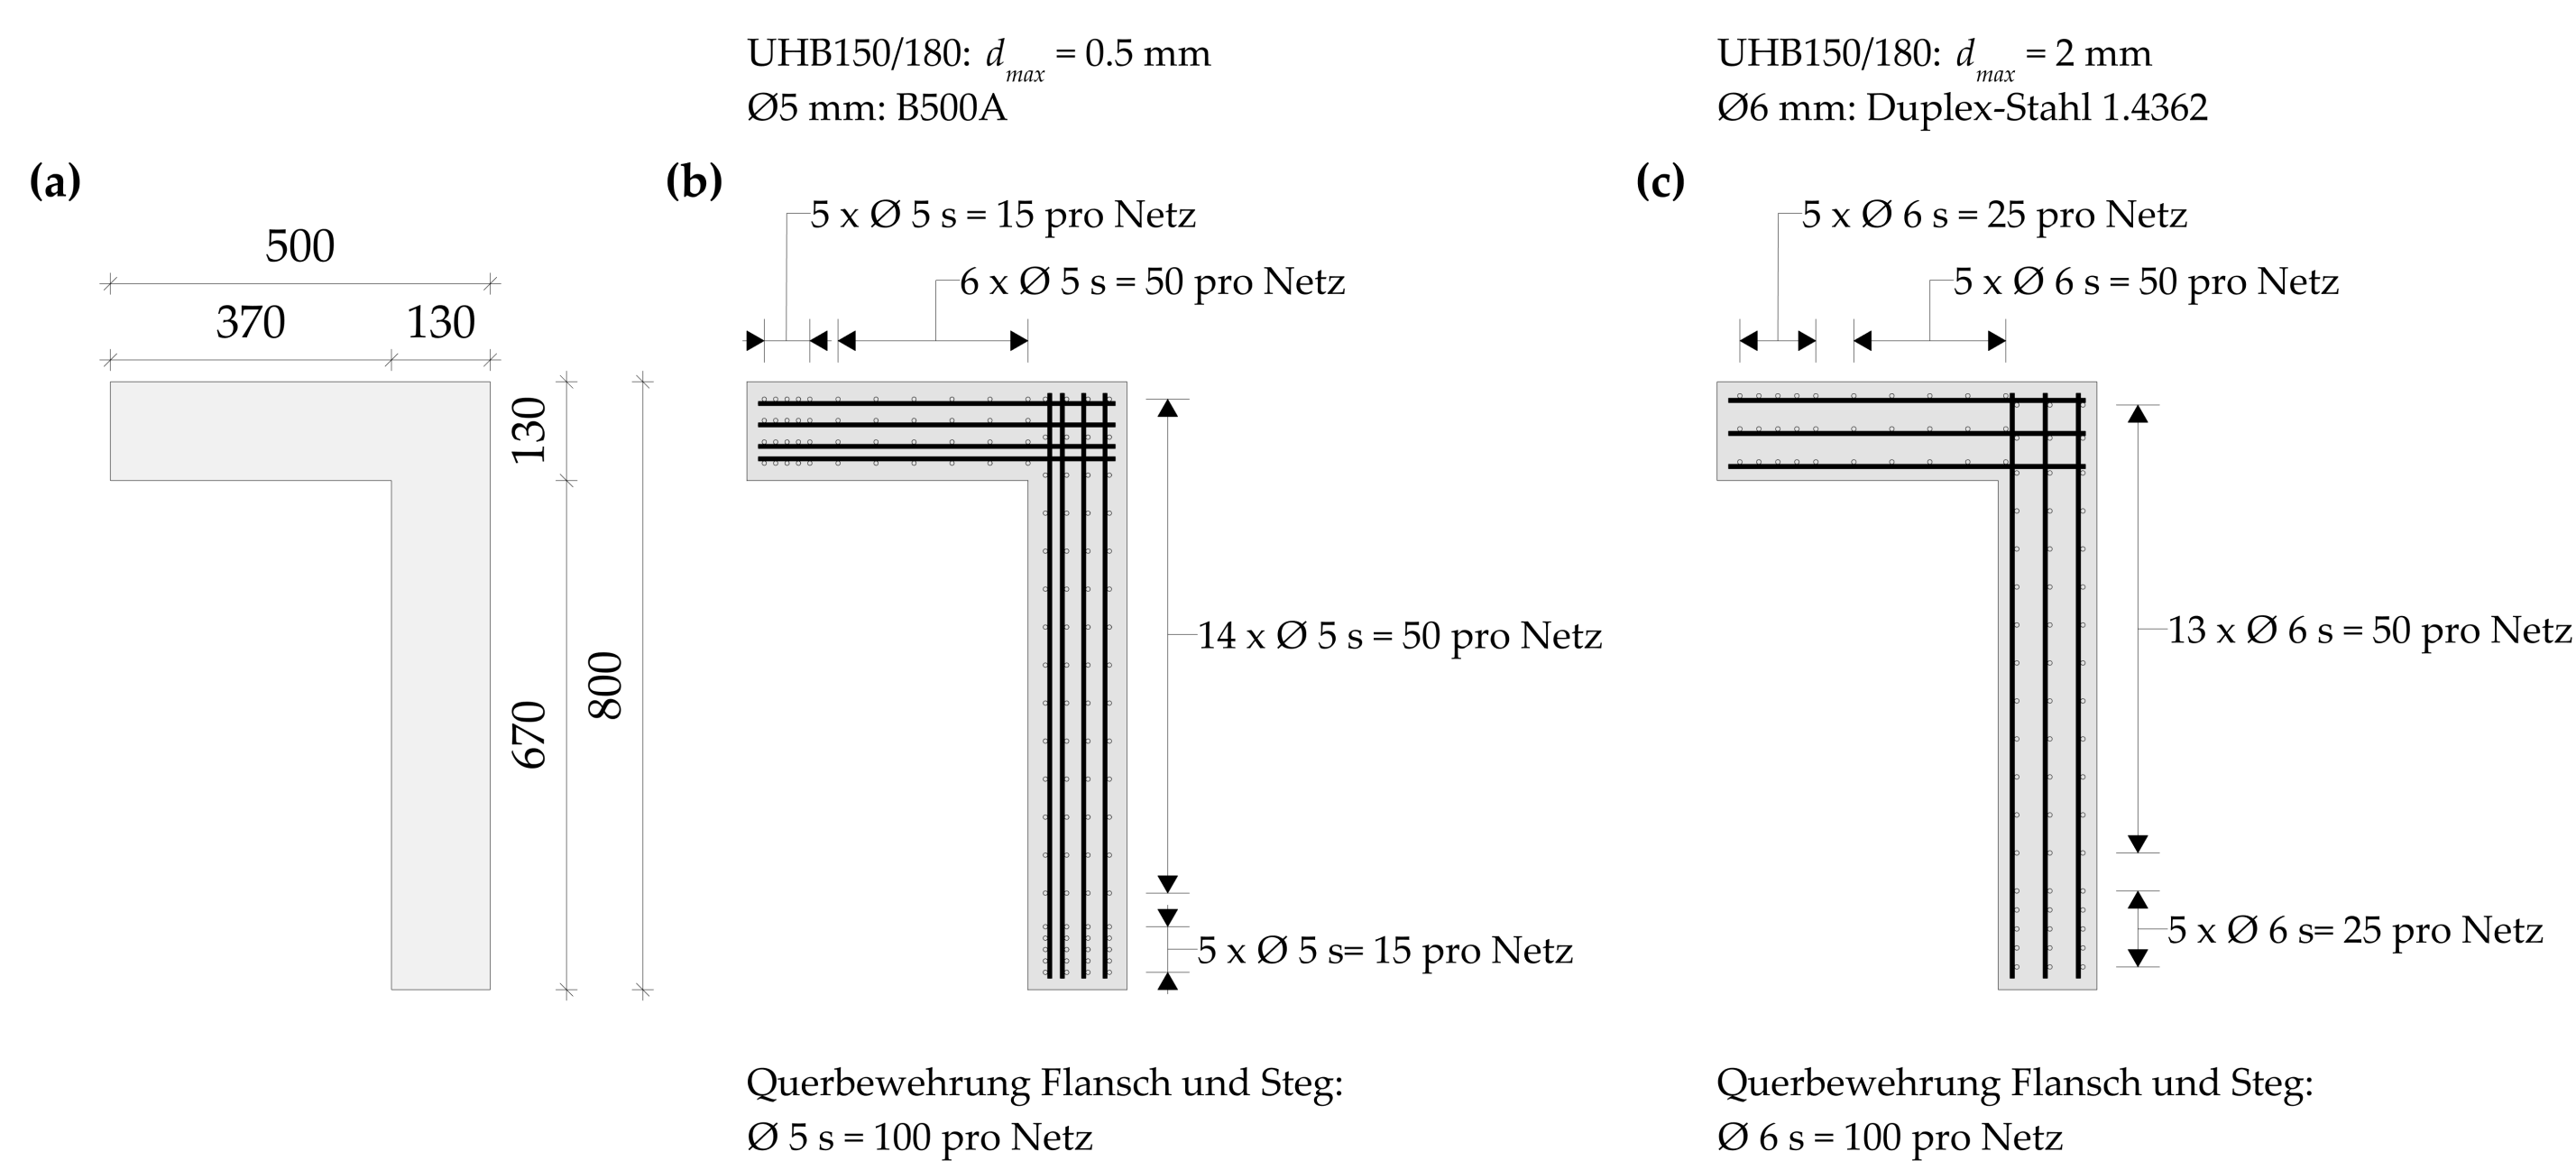 UHB150/180: dmax = 0.5 mm
Ø5 mm: B500A
UHB150/180: dmax = 2 mm
Ø6 mm: Duplex-Stahl 1.4362
(a)
500
370
130
130
670
800
(b)
5 x Ø 5 s = 15 pro Netz
6 x Ø 5 s = 50 pro Netz
14 x Ø 5 s = 50 pro Netz
5 x Ø 5 s= 15 pro Netz
Querbewehrung Flansch und Steg:
Ø 5 s = 100 pro Netz
(c)
5 x Ø 6 s = 25 pro Netz
5 x Ø 6 s = 50 pro Netz
13 x Ø 6 s = 50 pro Netz
5 x Ø 6 s= 25 pro Netz
Querbewehrung Flansch und Steg:
Ø 6 s = 100 pro Netz